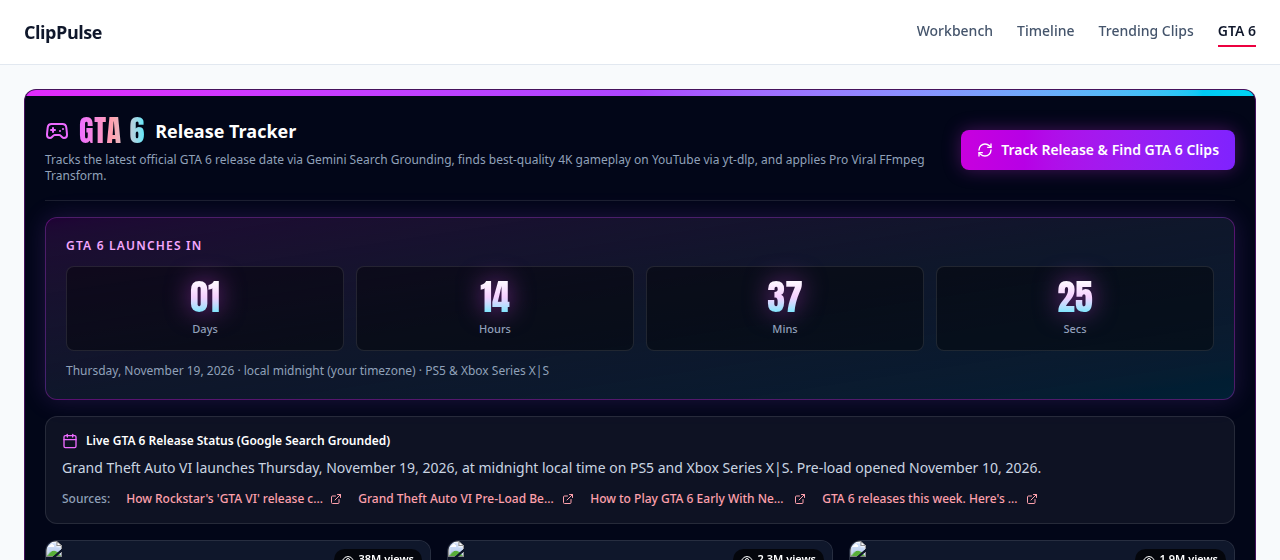 ClipPulse
Workbench Timeline Trending Clips GTA 6
GTA 6 Release Tracker
Tracks the latest official GTA 6 release date via Gemini Search Grounding, finds best-quality 4K gameplay on YouTube via yt-dlp, and applies Pro Viral FFmpeg
Transform.
Track Release & Find GTA 6 Clips
GTA 6 LAUNCHES IN
01 14 37 25
Days Hours Mins Secs
Thursday, November 19, 2026 · local midnight (your timezone) · PS5 & Xbox Series X|S
Live GTA 6 Release Status (Google Search Grounded)
Grand Theft Auto VI launches Thursday, November 19, 2026, at midnight local time on PS5 and Xbox Series X|S. Pre-load opened November 10, 2026.
Sources: How Rockstar's 'GTA VI' release c... Grand Theft Auto VI Pre-Load Be... How to Play GTA 6 Early With Ne... GTA 6 releases this week. Here's ...
38M views 2.3M views 1.9M views